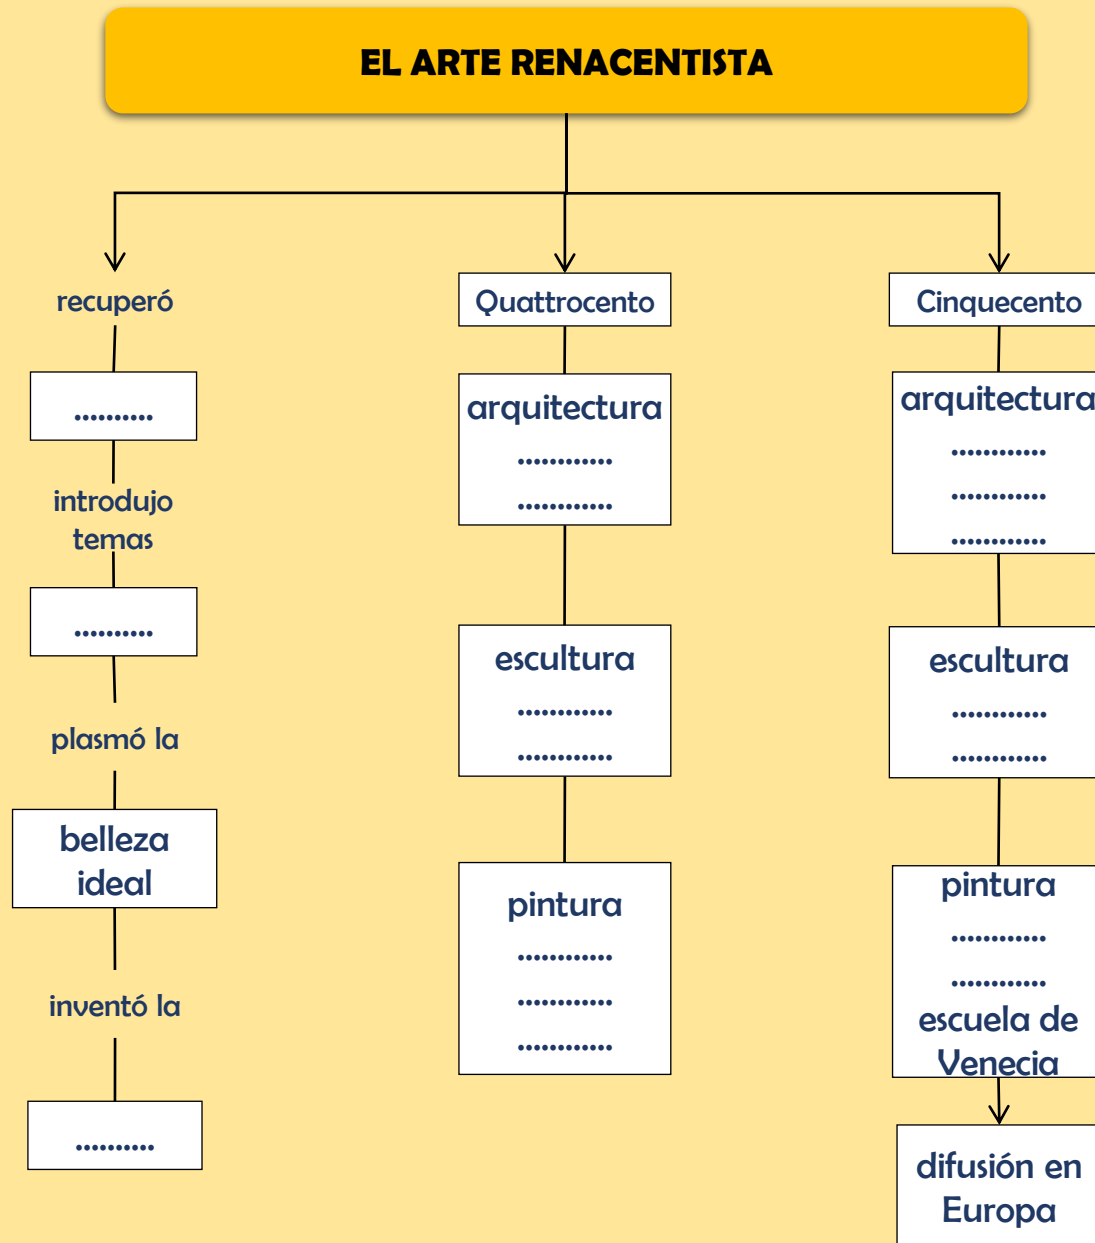 EL ARTE RENACENTISTA
recuperó
..........
introdujo
temas
..........
plasmó la
belleza
ideal
inventó la
..........
Quattrocento
arquitectura
............
............
escultura
............
............
pintura
............
............
............
Cinquecento
arquitectura
............
............
............
escultura
............
............
pintura
............
............
escuela de
Venecia
difusión en
Europa